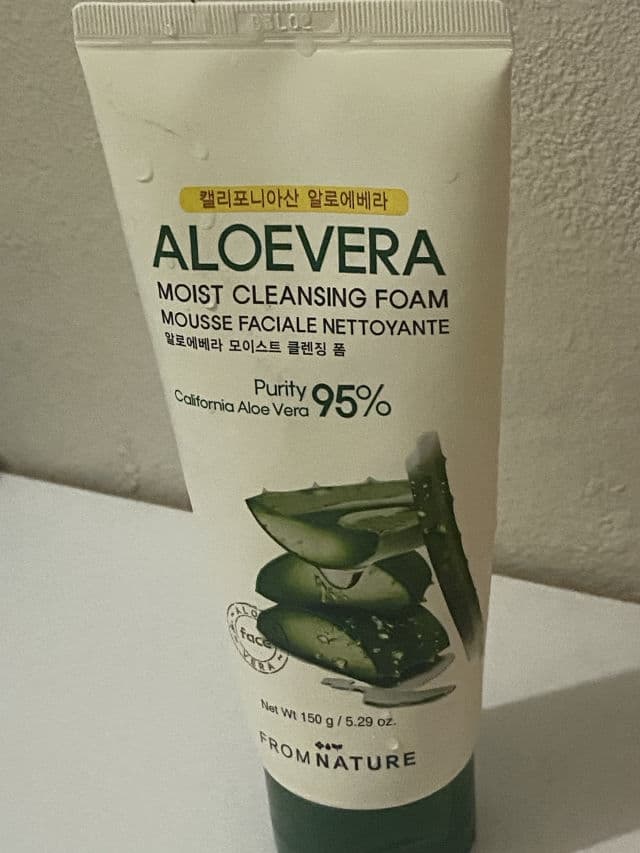 캘리포니아산 알로에베라
ALOEVERA
MOIST CLEANSING FOAM
MOUSSE FACIALE NETTOYANTE
알로에베라 모이스트 클렌징 폼
Purity
California Aloe Vera 95%
face
Net Wt 150 g / 5.29 oz.
FROMNATURE